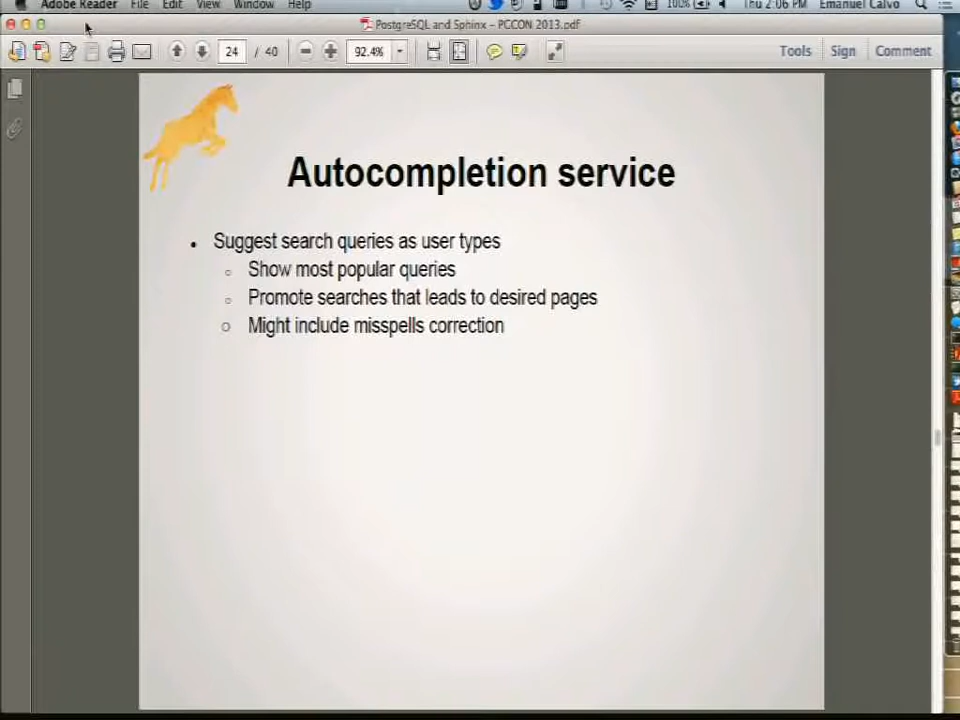 Adobe Reader File Edit View Window Help 100% Thu 2:06 PM Emanuel Calvo
PostgreSQL and Sphinx - PGCON 2013.pdf
24 / 40 92.4% Tools Sign Comment
Autocompletion service
• Suggest search queries as user types
○ Show most popular queries
○ Promote searches that leads to desired pages
○ Might include misspells correction